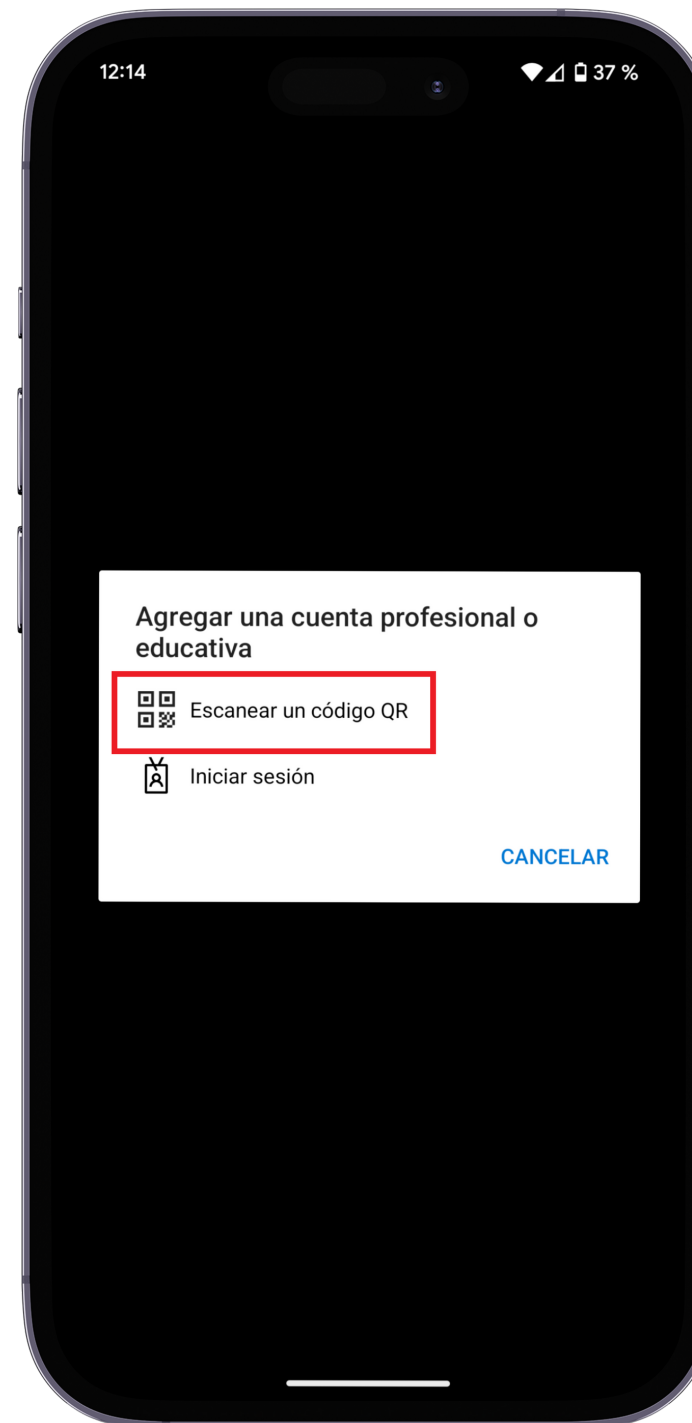 12:14
37 %
Agregar una cuenta profesional o
educativa
Escanear un código QR
Iniciar sesión
CANCELAR